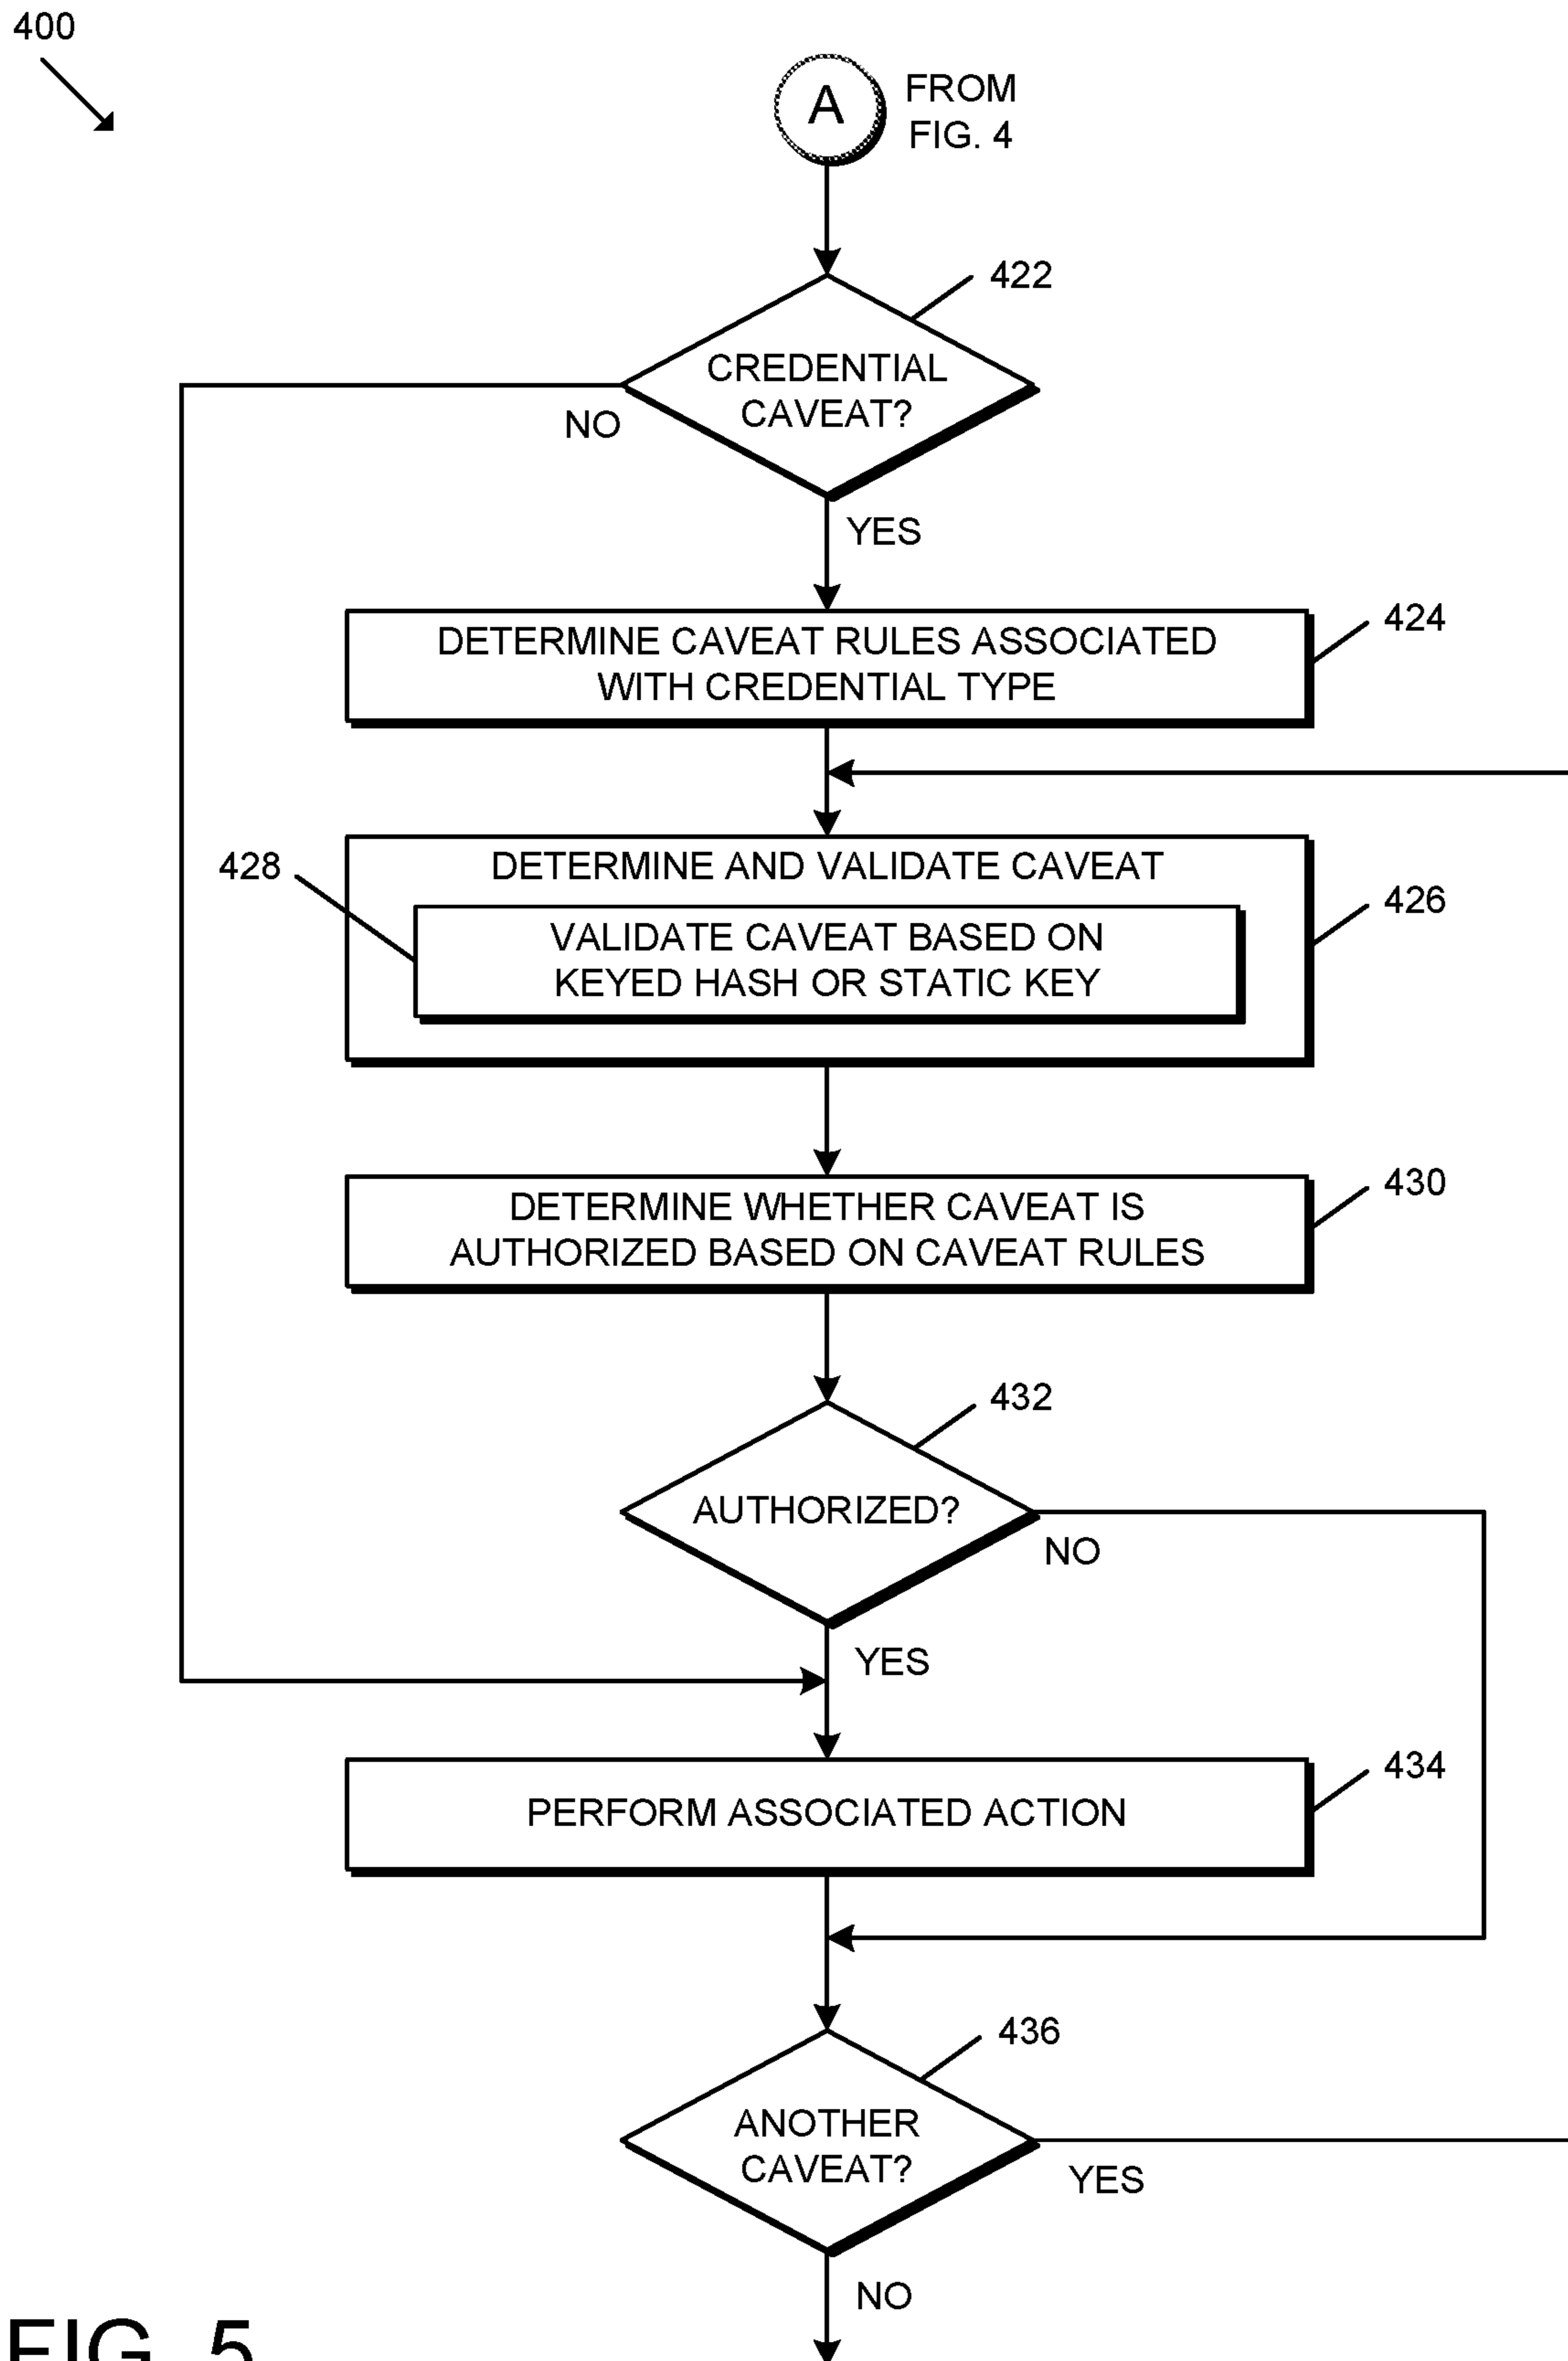 400
A
FROM
FIG. 4
422
CREDENTIAL
CAVEAT?
NO
YES
424
DETERMINE CAVEAT RULES ASSOCIATED
WITH CREDENTIAL TYPE
428
DETERMINE AND VALIDATE CAVEAT
426
VALIDATE CAVEAT BASED ON
KEYED HASH OR STATIC KEY
430
DETERMINE WHETHER CAVEAT IS
AUTHORIZED BASED ON CAVEAT RULES
432
AUTHORIZED?
NO
YES
434
PERFORM ASSOCIATED ACTION
436
ANOTHER
CAVEAT?
YES
NO
FIG. 5